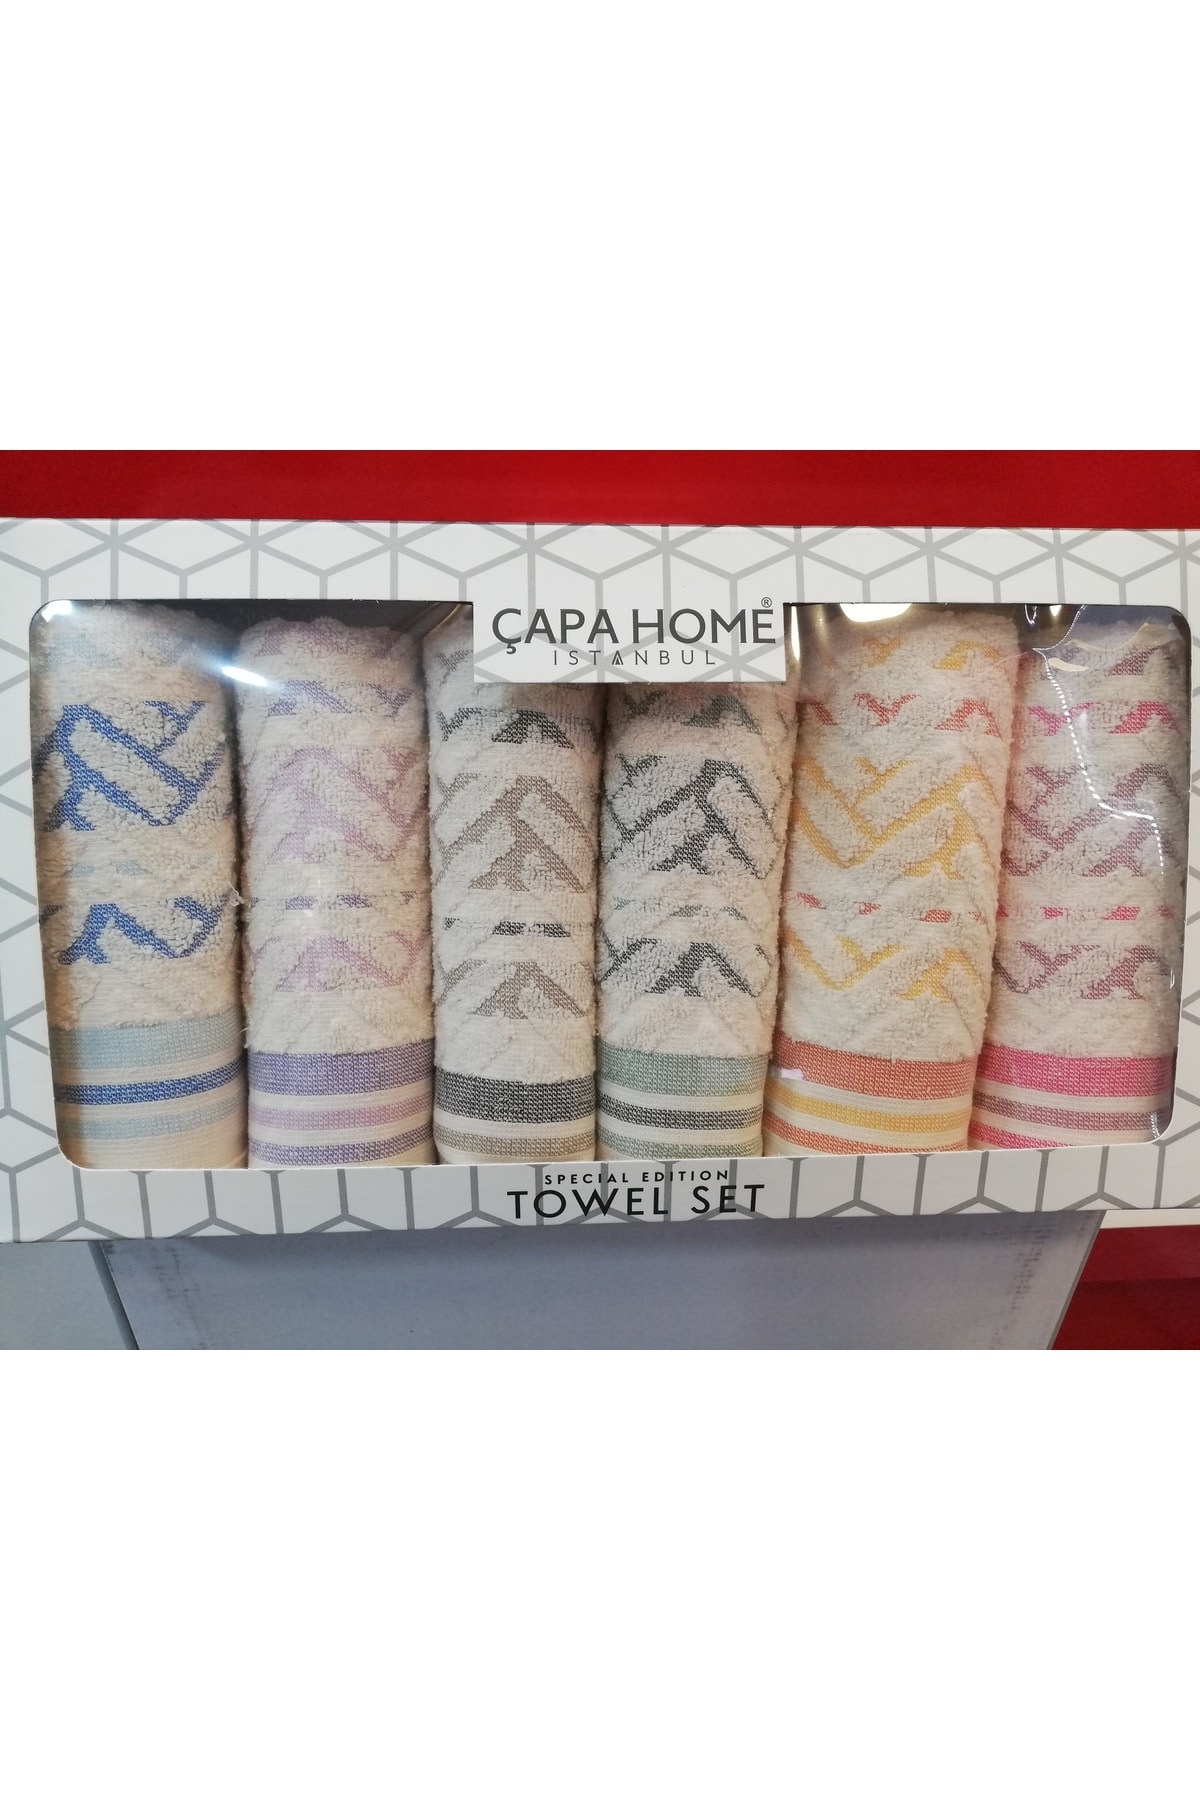 ÇAPA HOME®
ISTANBUL
SPECIAL EDITION
TOWEL SET